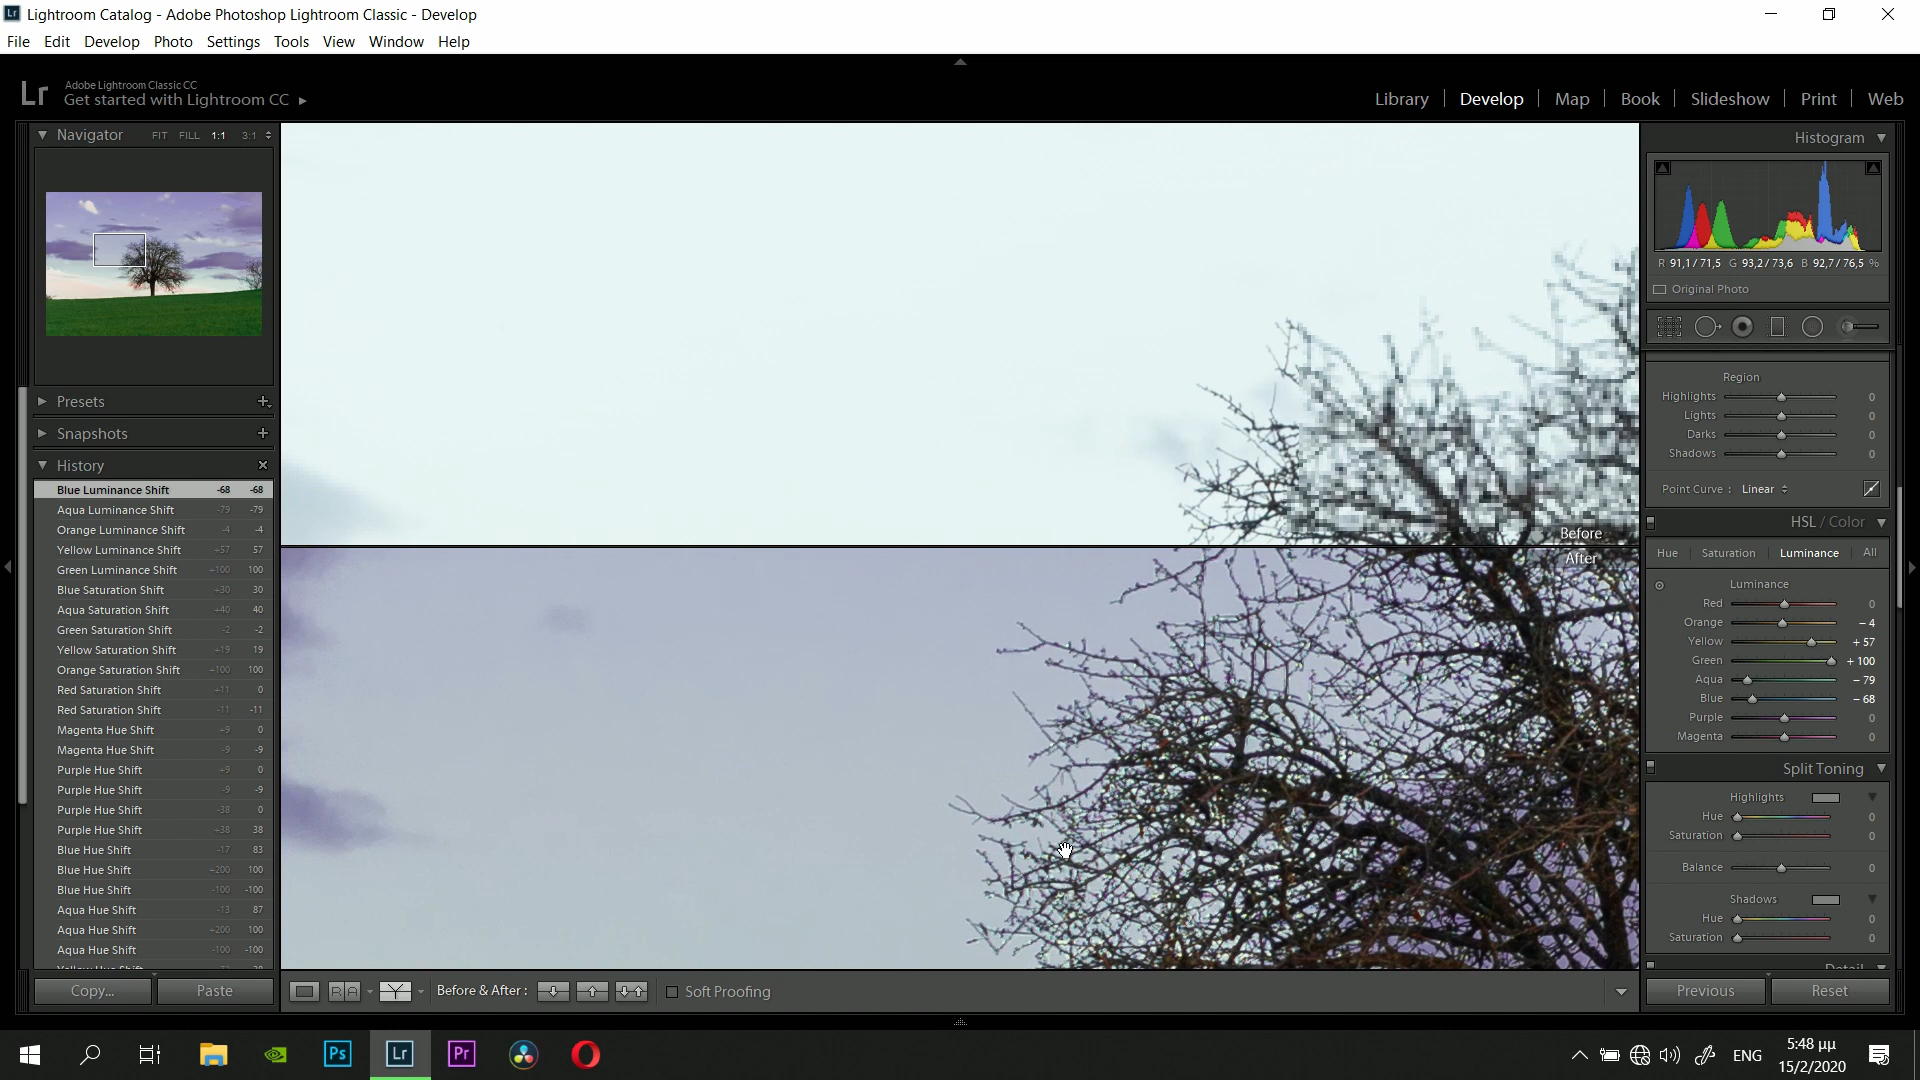 Lr Lightroom Catalog - Adobe Photoshop Lightroom Classic - Develop
File Edit Develop Photo Settings Tools View Window Help
Lr Adobe Lightroom Classic CC
Get started with Lightroom CC
Library Develop Map Book Slideshow Print Web
Navigator FIT FILL 1:1 3:1
Presets
Snapshots
History
Blue Luminance Shift -68 -68
Aqua Luminance Shift -79 -79
Orange Luminance Shift -4 -4
Yellow Luminance Shift +57 57
Green Luminance Shift +100 100
Blue Saturation Shift +30 30
Aqua Saturation Shift +40 40
Green Saturation Shift -2 -2
Yellow Saturation Shift +19 19
Orange Saturation Shift +100 100
Red Saturation Shift +11 0
Red Saturation Shift -11 -11
Magenta Hue Shift +9 0
Magenta Hue Shift -9 -9
Purple Hue Shift +9 0
Purple Hue Shift -9 -9
Purple Hue Shift -38 0
Purple Hue Shift +38 38
Blue Hue Shift -17 83
Blue Hue Shift +200 100
Blue Hue Shift -100 -100
Aqua Hue Shift -13 87
Aqua Hue Shift +200 100
Aqua Hue Shift -100 -100
Copy... Paste
Before
After
Before & After : Soft Proofing
Histogram
R 91,1 / 71,5 G 93,2 / 73,6 B 92,7 / 76,5 %
Original Photo
Region
Highlights 0
Lights 0
Darks 0
Shadows 0
Point Curve : Linear
HSL / Color
Hue Saturation Luminance All
Luminance
Red 0
Orange - 4
Yellow + 57
Green + 100
Aqua - 79
Blue - 68
Purple 0
Magenta 0
Split Toning
Highlights
Hue 0
Saturation 0
Balance 0
Shadows
Hue 0
Saturation 0
Detail
Previous Reset
Ps Lr Pr
ENG
5:48 μμ
15/2/2020